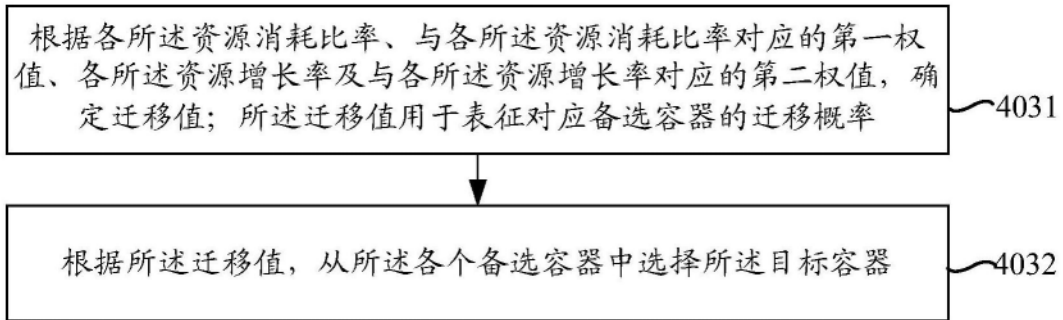 根据各所述资源消耗比率、与各所述资源消耗比率对应的第一权
值、各所述资源增长率及与各所述资源增长率对应的第二权值，确
定迁移值；所述迁移值用于表征对应备选容器的迁移概率
4031
根据所述迁移值，从所述各个备选容器中选择所述目标容器
4032